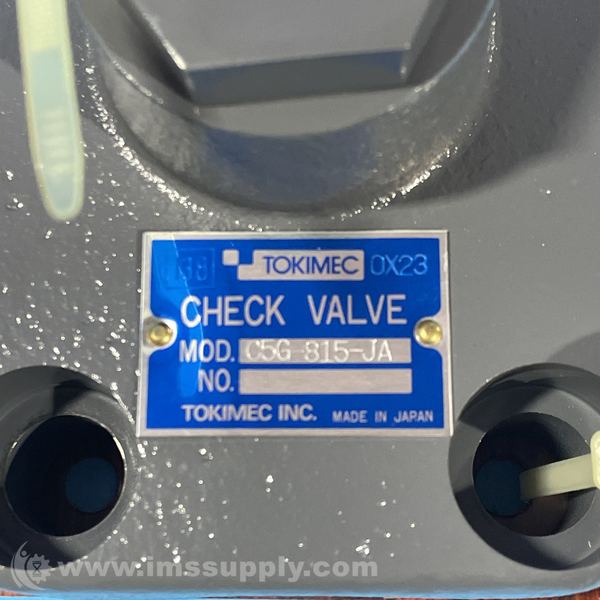 TOKIMEC 0X23
CHECK VALVE
MOD. C5G-815-JA
NO.
TOKIMEC INC. MADE IN JAPAN
www.imssupply.com